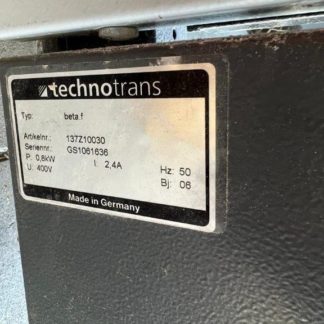 technotrans
Typ: beta.f
Artikelnr.: 137Z10030
Seriennr.: GS1061636
P: 0,8kW I: 2,4A Hz: 50
U: 400V Bj: 06
Made in Germany